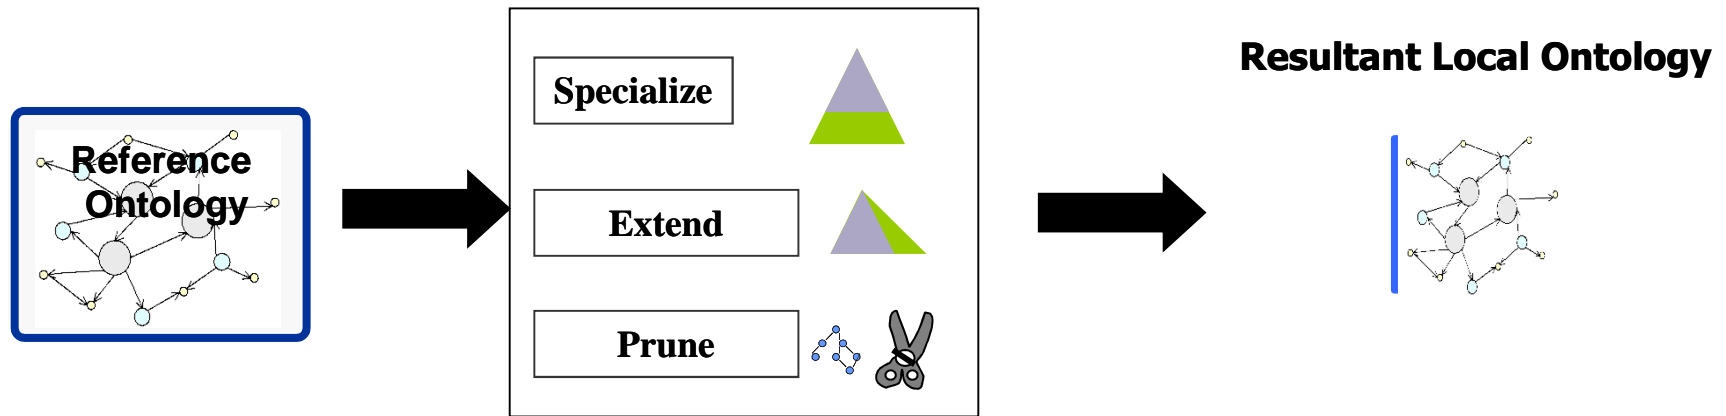 Reference
Ontology
Specialize
Extend
Prune
Resultant Local Ontology